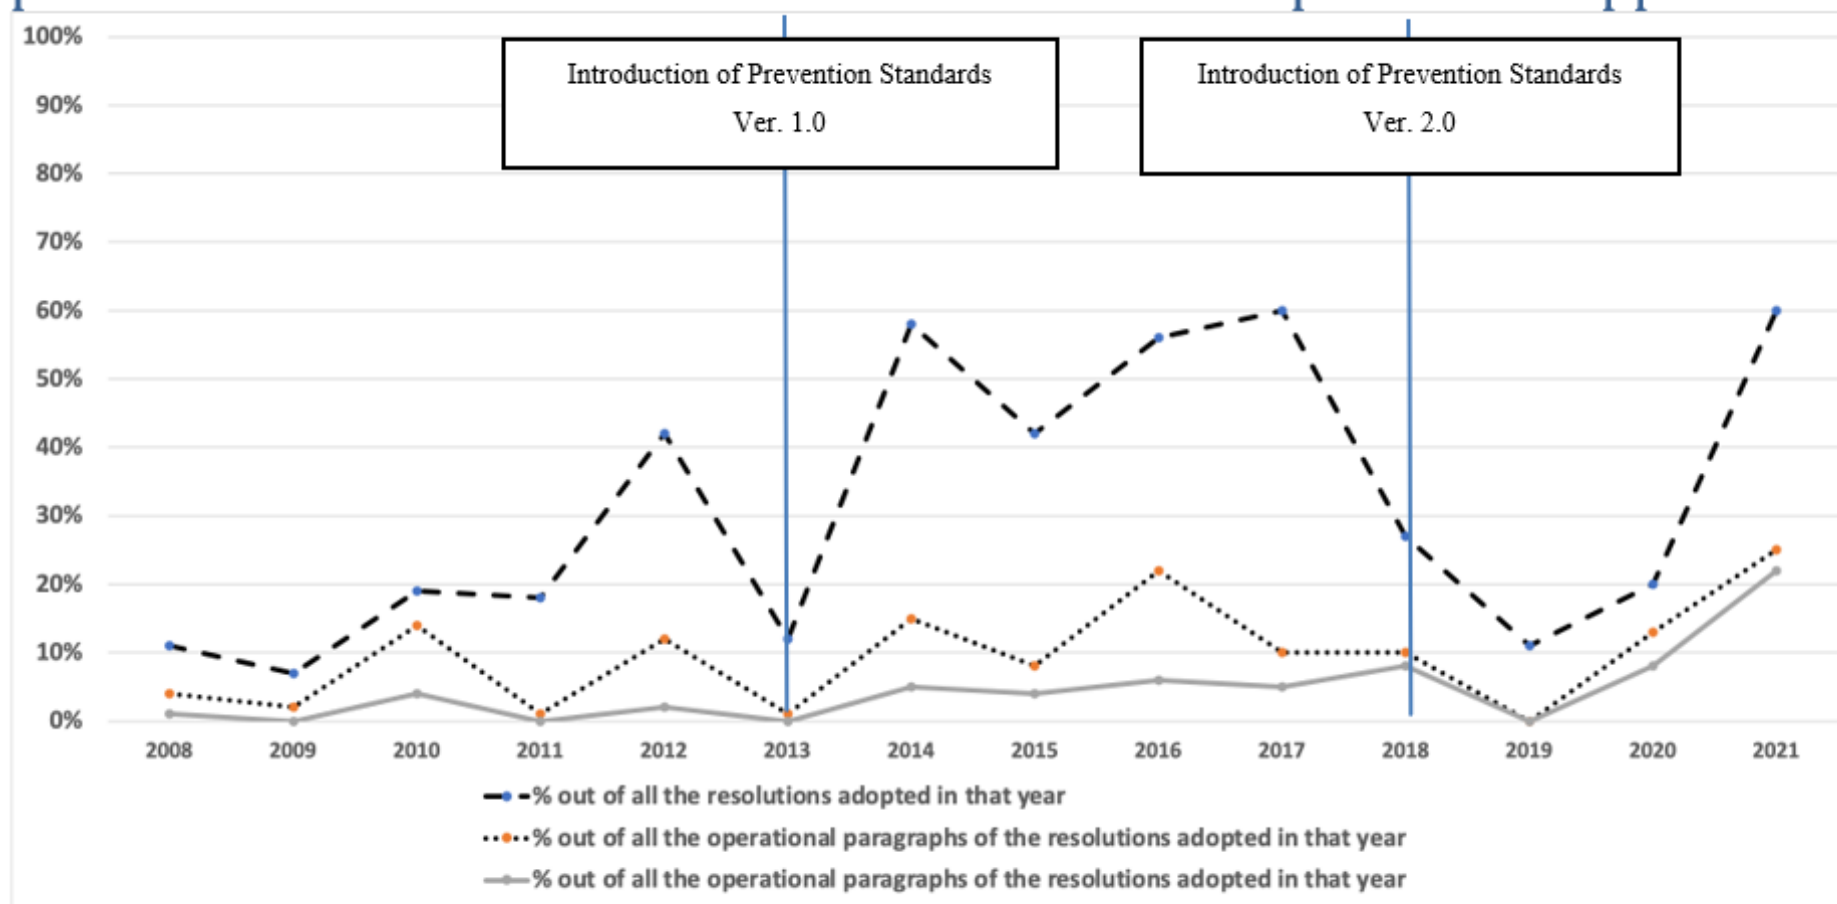 100%
90%
80%
70%
60%
50%
40%
30%
20%
10%
0%
Introduction of Prevention Standards
Ver. 1.0
Introduction of Prevention Standards
Ver. 2.0
2008 2009 2010 2011 2012 2013 2014 2015 2016 2017 2018 2019 2020 2021
% out of all the resolutions adopted in that year
% out of all the operational paragraphs of the resolutions adopted in that year
% out of all the operational paragraphs of the resolutions adopted in that year